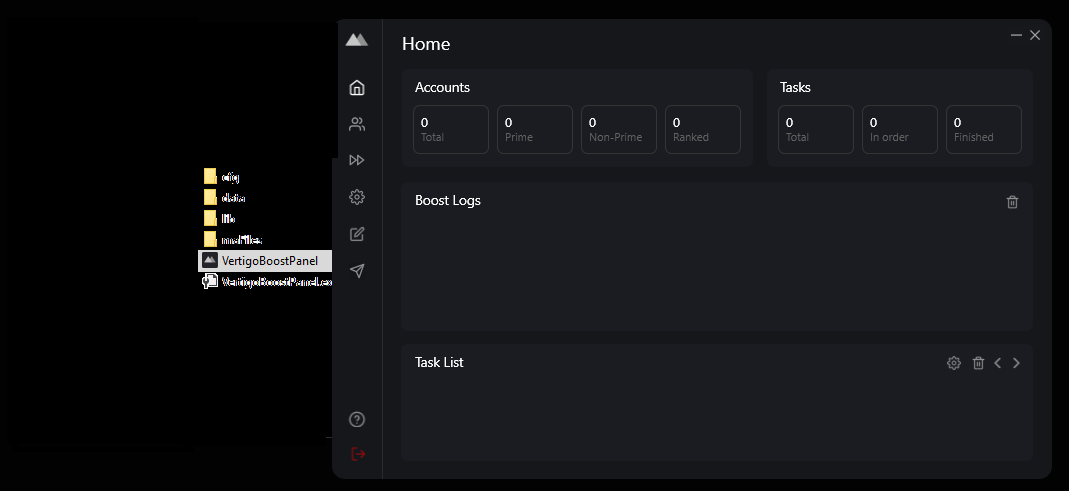 Home
Accounts
0
Total
0
Prime
0
Non-Prime
0
Ranked
Tasks
0
Total
0
In order
0
Finished
cfg
data
lib
maFiles
VertigoBoostPanel
VertigoBoostPanel.ex
Boost Logs
Task List